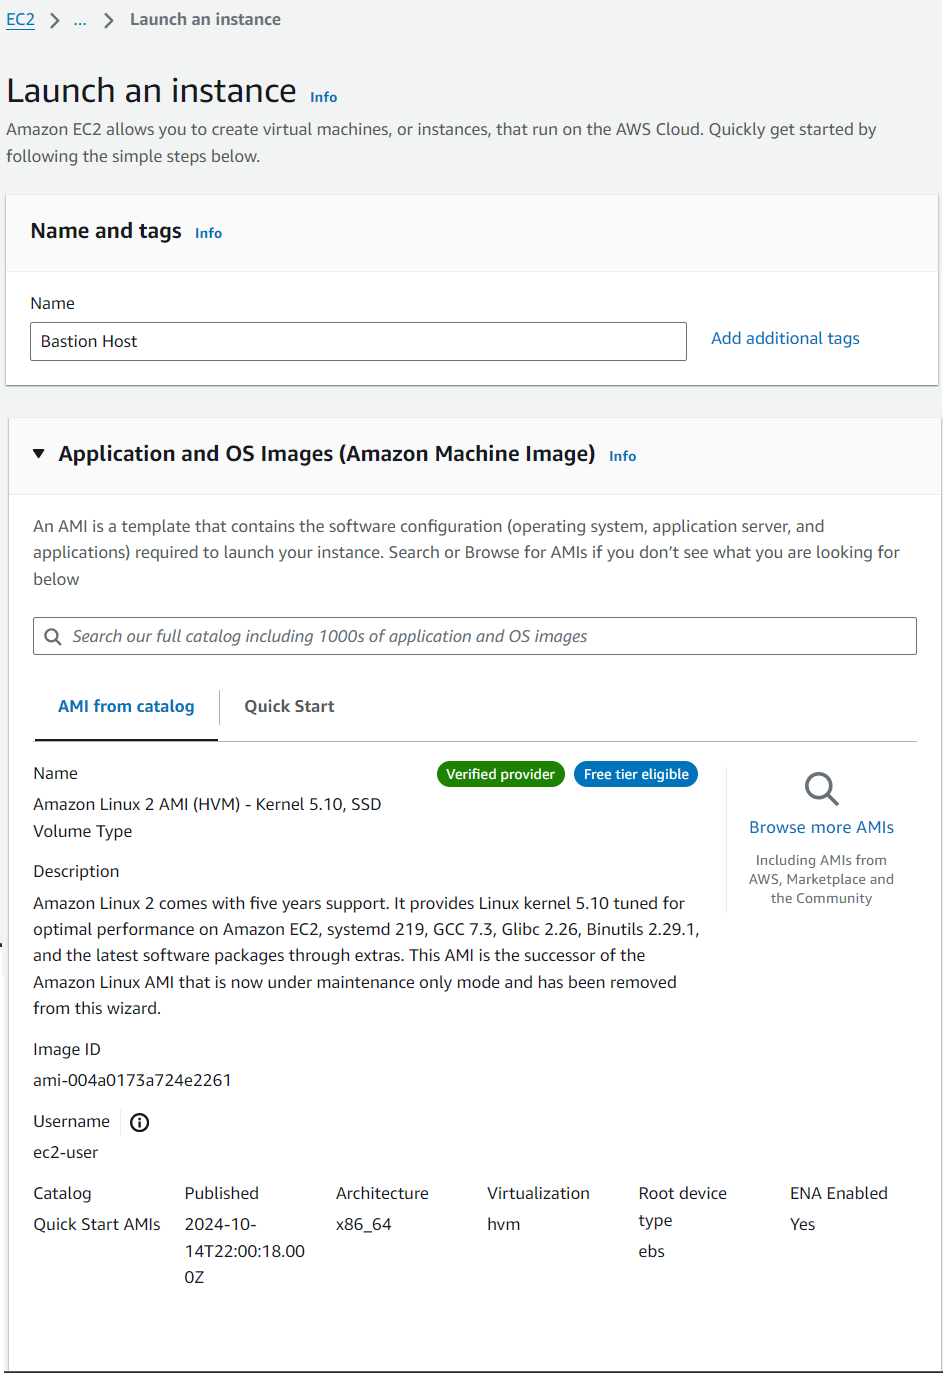 EC2 > ... > Launch an instance
Launch an instance Info
Amazon EC2 allows you to create virtual machines, or instances, that run on the AWS Cloud. Quickly get started by
following the simple steps below.
Name and tags Info
Name
Bastion Host
Add additional tags
Application and OS Images (Amazon Machine Image) Info
An AMI is a template that contains the software configuration (operating system, application server, and
applications) required to launch your instance. Search or Browse for AMIs if you don’t see what you are looking for
below
Search our full catalog including 1000s of application and OS images
AMI from catalog
Quick Start
Name
Verified provider
Free tier eligible
Amazon Linux 2 AMI (HVM) - Kernel 5.10, SSD
Volume Type
Description
Amazon Linux 2 comes with five years support. It provides Linux kernel 5.10 tuned for
optimal performance on Amazon EC2, systemd 219, GCC 7.3, Glibc 2.26, Binutils 2.29.1,
and the latest software packages through extras. This AMI is the successor of the
Amazon Linux AMI that is now under maintenance only mode and has been removed
from this wizard.
Browse more AMIs
Including AMIs from
AWS, Marketplace and
the Community
Image ID
ami-004a0173a724e2261
Username
ec2-user
Catalog
Quick Start AMIs
Published
2024-10-
14T22:00:18.00
0Z
Architecture
x86_64
Virtualization
hvm
Root device
type
ebs
ENA Enabled
Yes